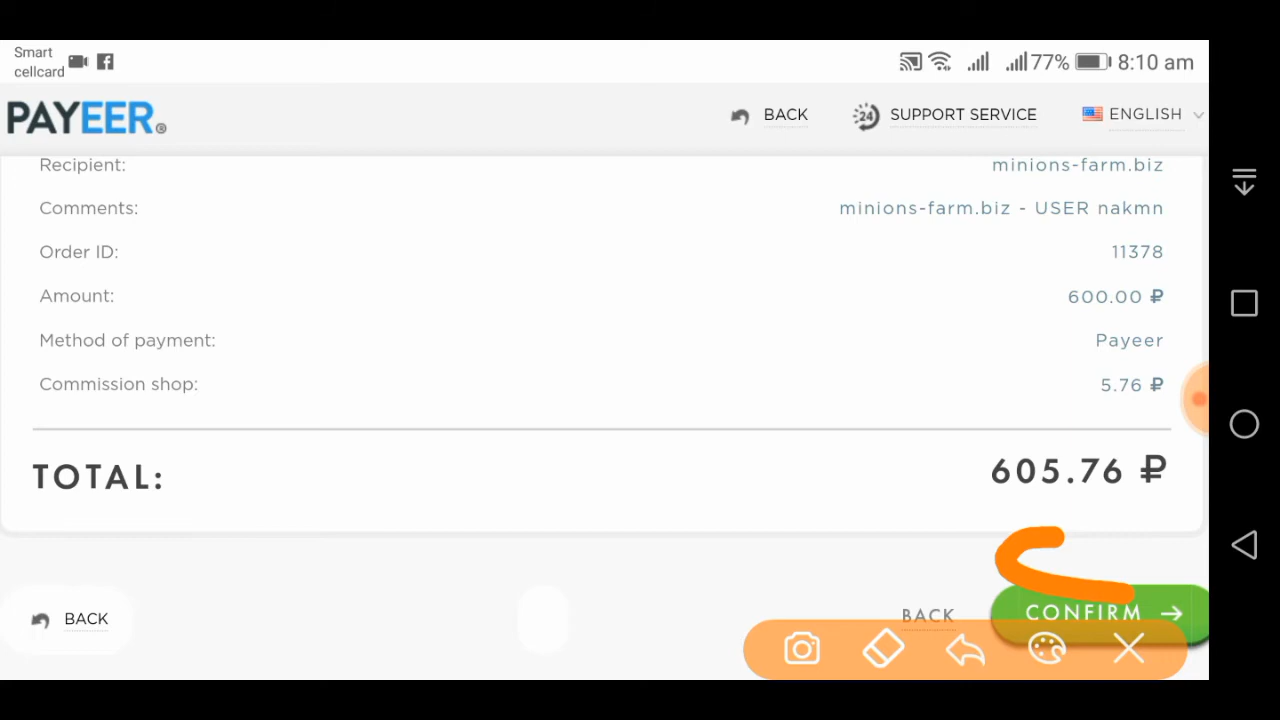 Smart
cellcard
77% 8:10 am
PAYEER®
BACK
24 SUPPORT SERVICE
ENGLISH
Recipient: minions-farm.biz
Comments: minions-farm.biz - USER nakmn
Order ID: 11378
Amount: 600.00 ₽
Method of payment: Payeer
Commission shop: 5.76 ₽
TOTAL: 605.76 ₽
BACK
BACK
CONFIRM →